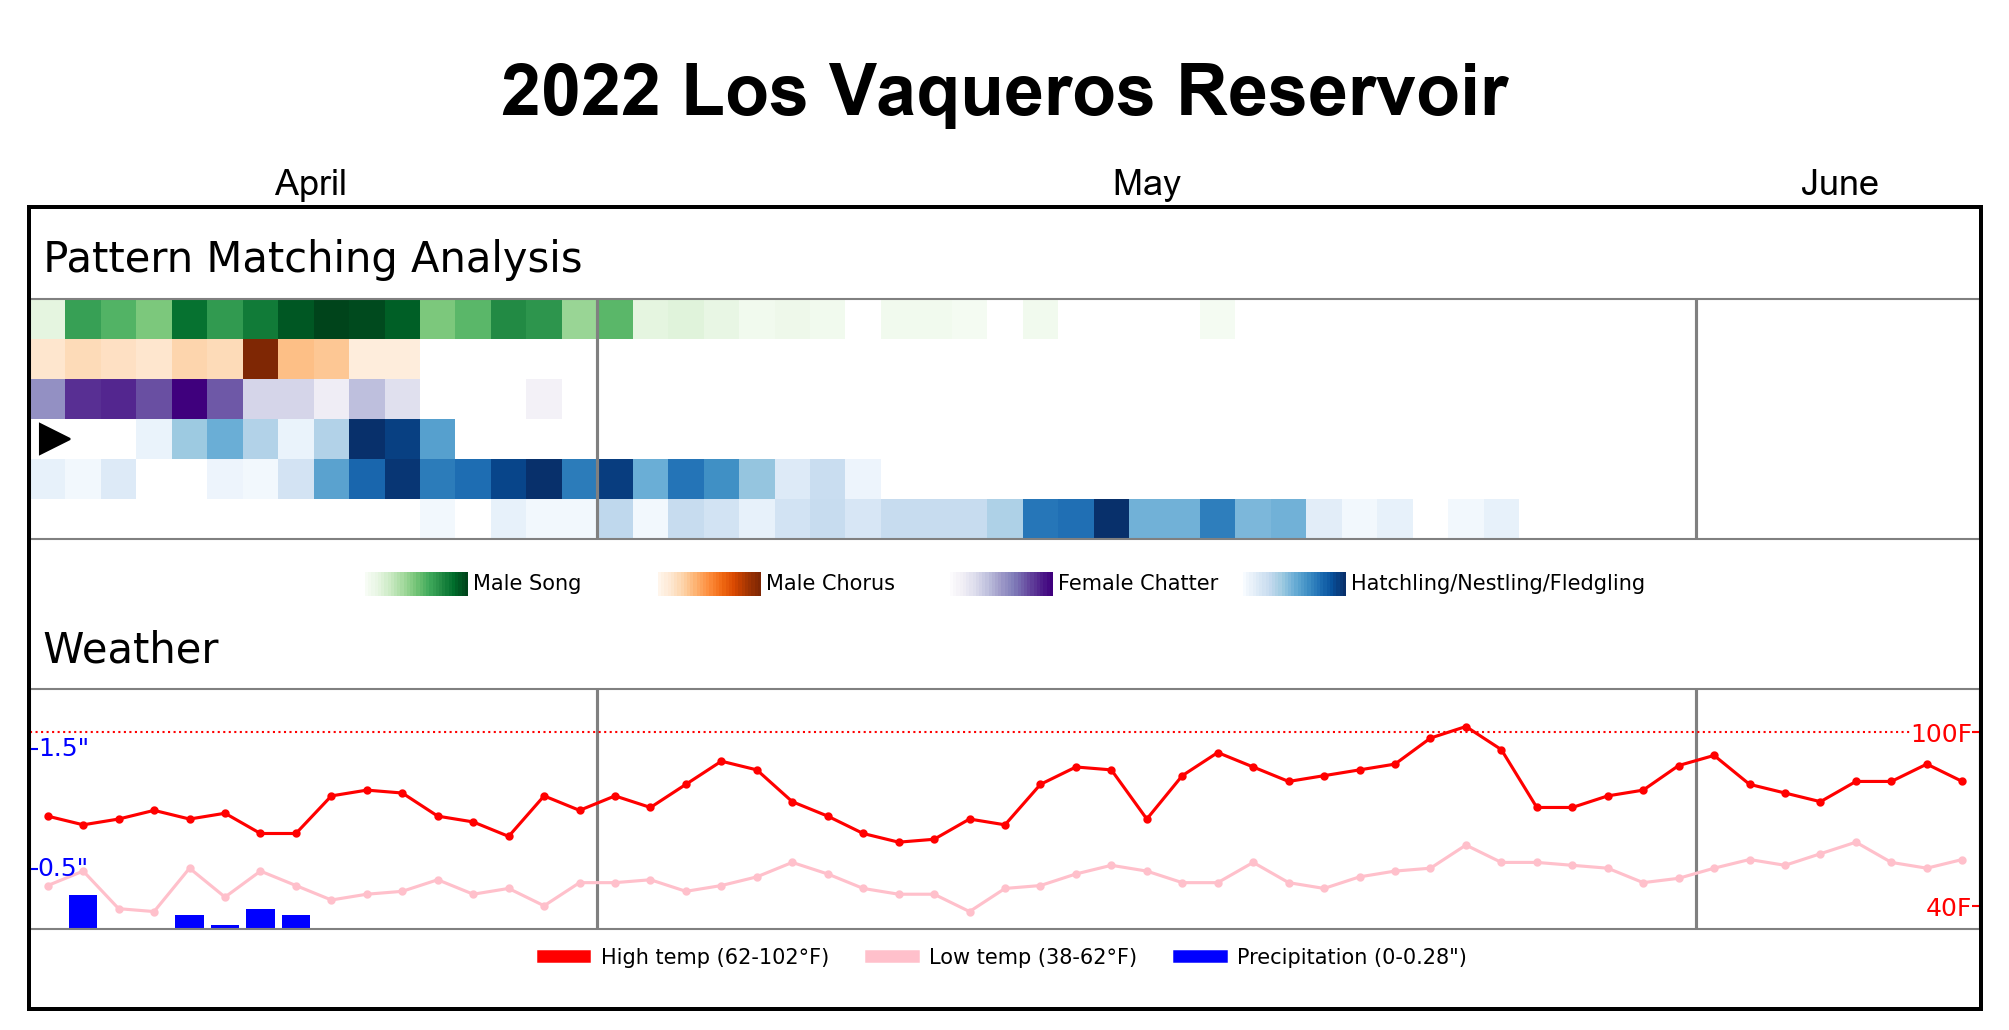 2022 Los Vaqueros Reservoir
April May June
Pattern Matching Analysis
Male Song Male Chorus Female Chatter Hatchling/Nestling/Fledgling
Weather
1.5" 100F
0.5" 40F
High temp (62-102°F) Low temp (38-62°F) Precipitation (0-0.28")